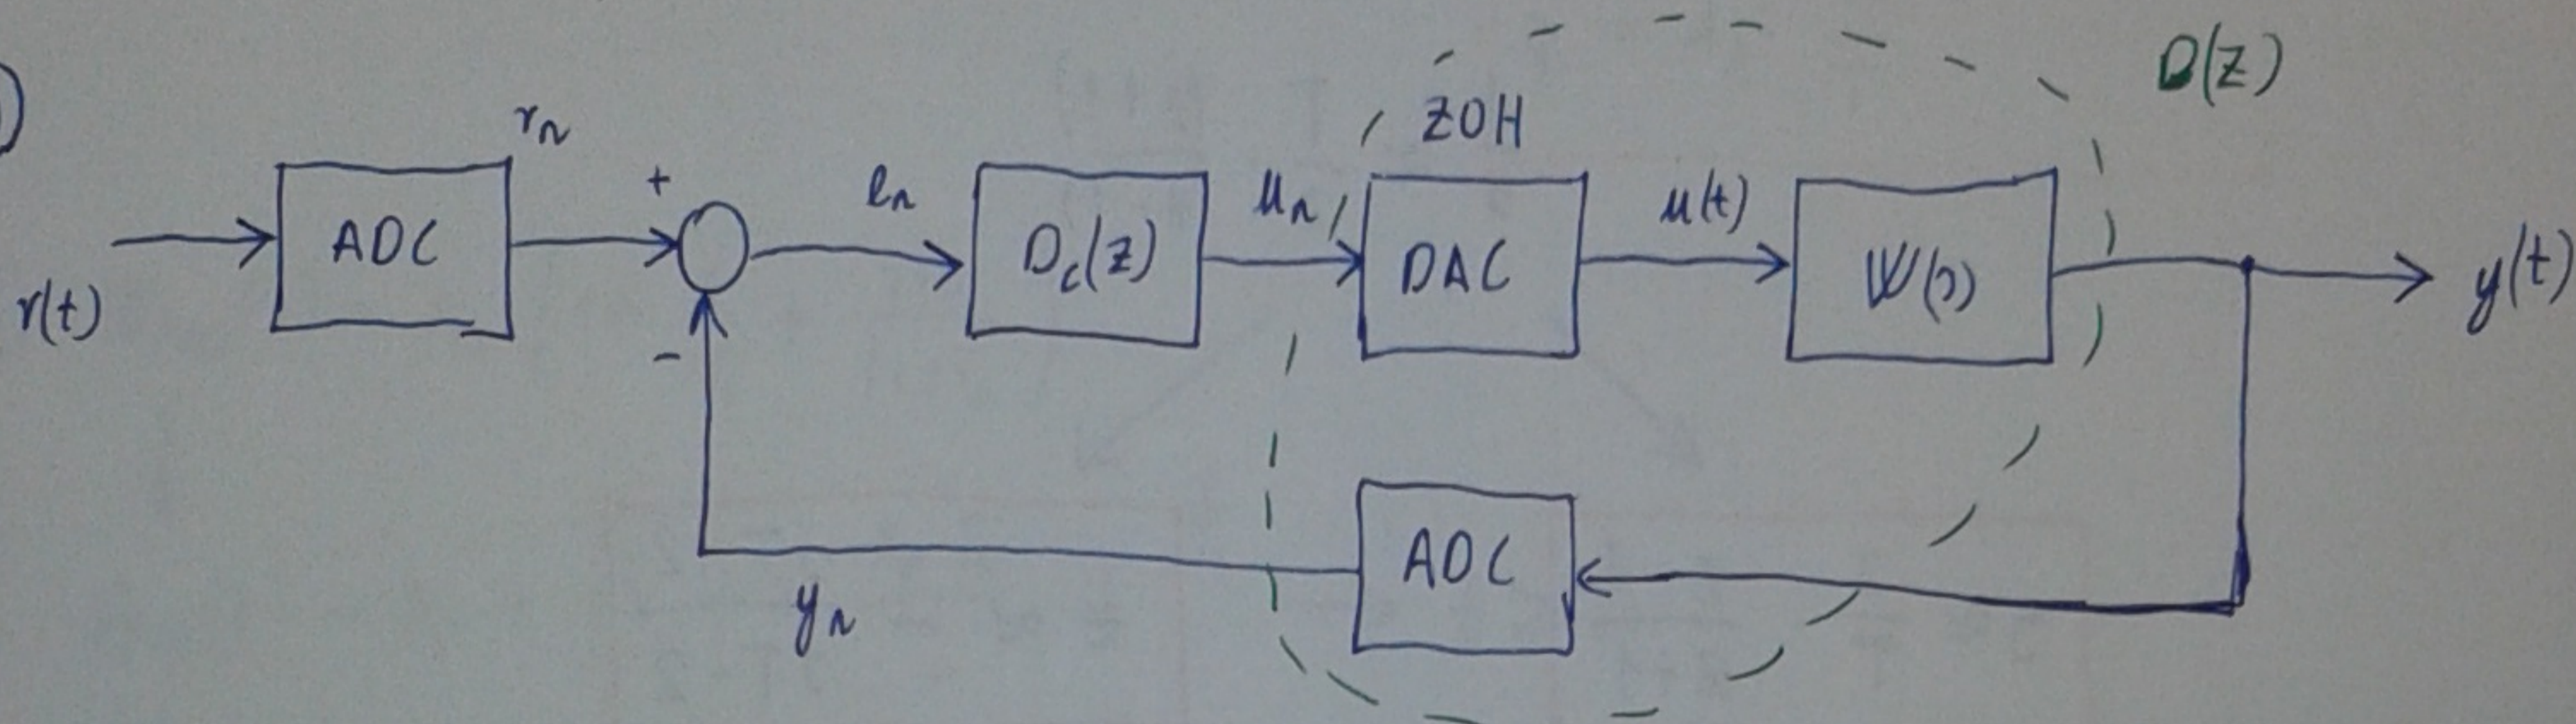 )
r(t)
ADC
r_n
+
-
e_n
D_c(z)
u_n
ZOH
DAC
u(t)
W(s)
D(z)
y(t)
ADC
y_n